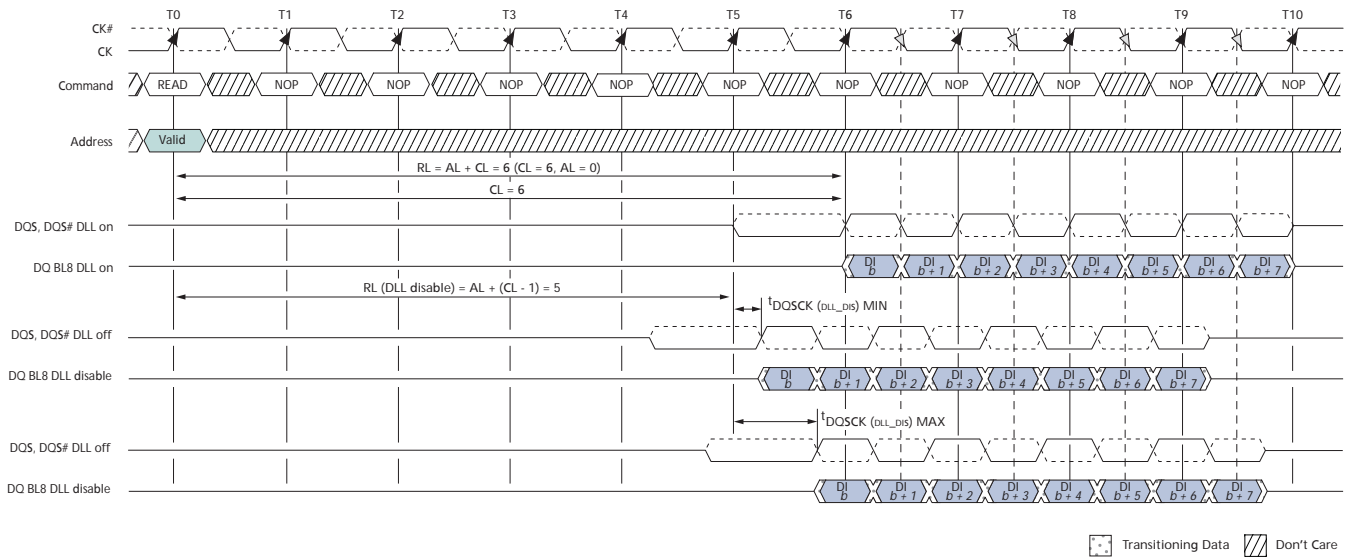 T0 T1 T2 T3 T4 T5 T6 T7 T8 T9 T10
CK#
CK
Command READ NOP NOP NOP NOP NOP NOP NOP NOP NOP NOP
Address Valid
RL = AL + CL = 6 (CL = 6, AL = 0)
CL = 6
DQS, DQS# DLL on
DQ BL8 DLL on DI b DI b + 1 DI b + 2 DI b + 3 DI b + 4 DI b + 5 DI b + 6 DI b + 7
RL (DLL disable) = AL + (CL - 1) = 5
tDQSCK (DLL_DIS) MIN
DQS, DQS# DLL off
DQ BL8 DLL disable DI b DI b + 1 DI b + 2 DI b + 3 DI b + 4 DI b + 5 DI b + 6 DI b + 7
tDQSCK (DLL_DIS) MAX
DQS, DQS# DLL off
DQ BL8 DLL disable DI b DI b + 1 DI b + 2 DI b + 3 DI b + 4 DI b + 5 DI b + 6 DI b + 7
Transitioning Data Don't Care